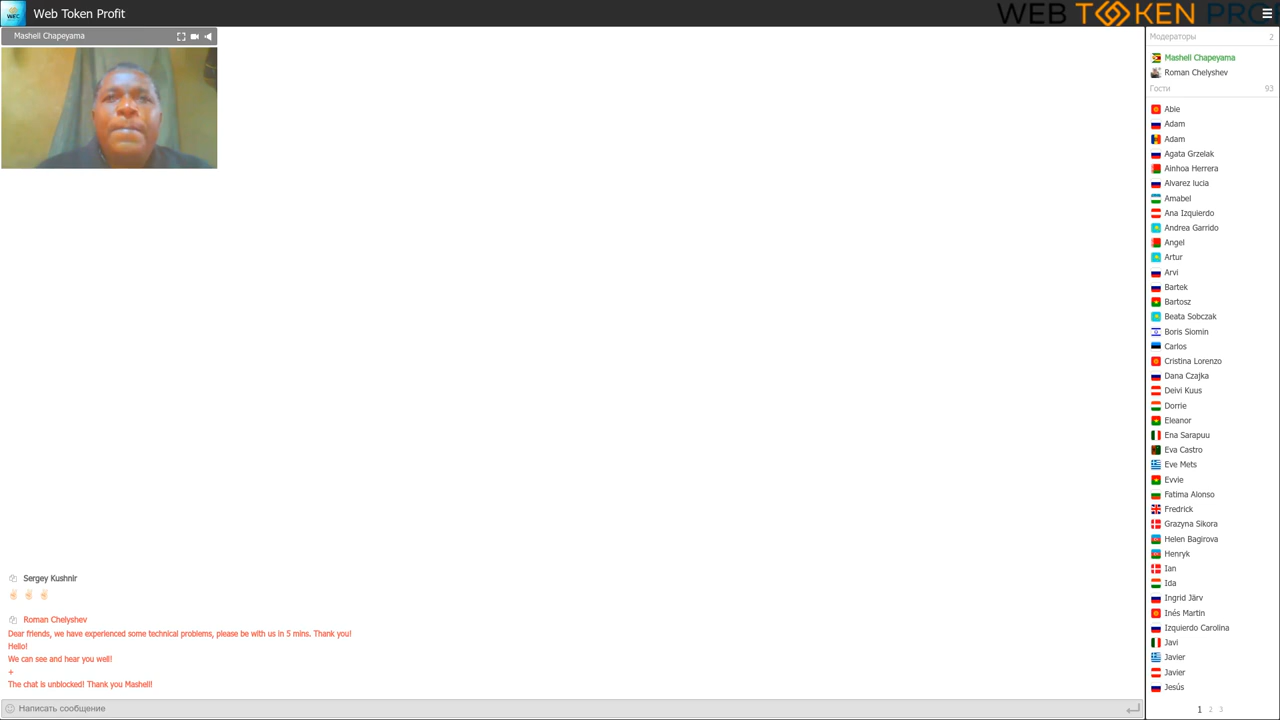 WEC
Web Token Profit
WEB TOKEN PRO
Mashell Chapeyama
Модераторы 2
Mashell Chapeyama
Roman Chelyshev
Гости 93
Abie
Adam
Adam
Agata Grzelak
Ainhoa Herrera
Alvarez lucia
Amabel
Ana Izquierdo
Andrea Garrido
Angel
Artur
Arvi
Bartek
Bartosz
Beata Sobczak
Boris Slomin
Carlos
Cristina Lorenzo
Dana Czajka
Deivi Kuus
Dorrie
Eleanor
Ena Sarapuu
Eva Castro
Eve Mets
Evvie
Fatima Alonso
Fredrick
Grazyna Sikora
Helen Bagirova
Henryk
Ian
Ida
Ingrid Järv
Inés Martin
Izquierdo Carolina
Javi
Javier
Javier
Jesús
1 2 3
Sergey Kushnir
Roman Chelyshev
Dear friends, we have experienced some technical problems, please be with us in 5 mins. Thank you!
Hello!
We can see and hear you well!
+
The chat is unblocked! Thank you Mashell!
Написать сообщение